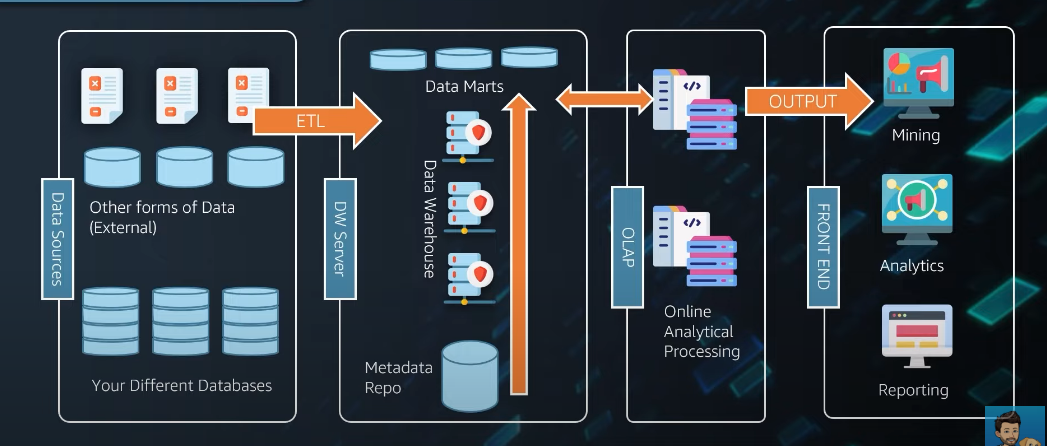 Data Sources
ETL
Other forms of Data
(External)
Your Different Databases
DW Server
Data Marts
Data Warehouse
Metadata
Repo
OLAP
</>
</>
Online
Analytical
Processing
OUTPUT
FRONT END
Mining
Analytics
Reporting